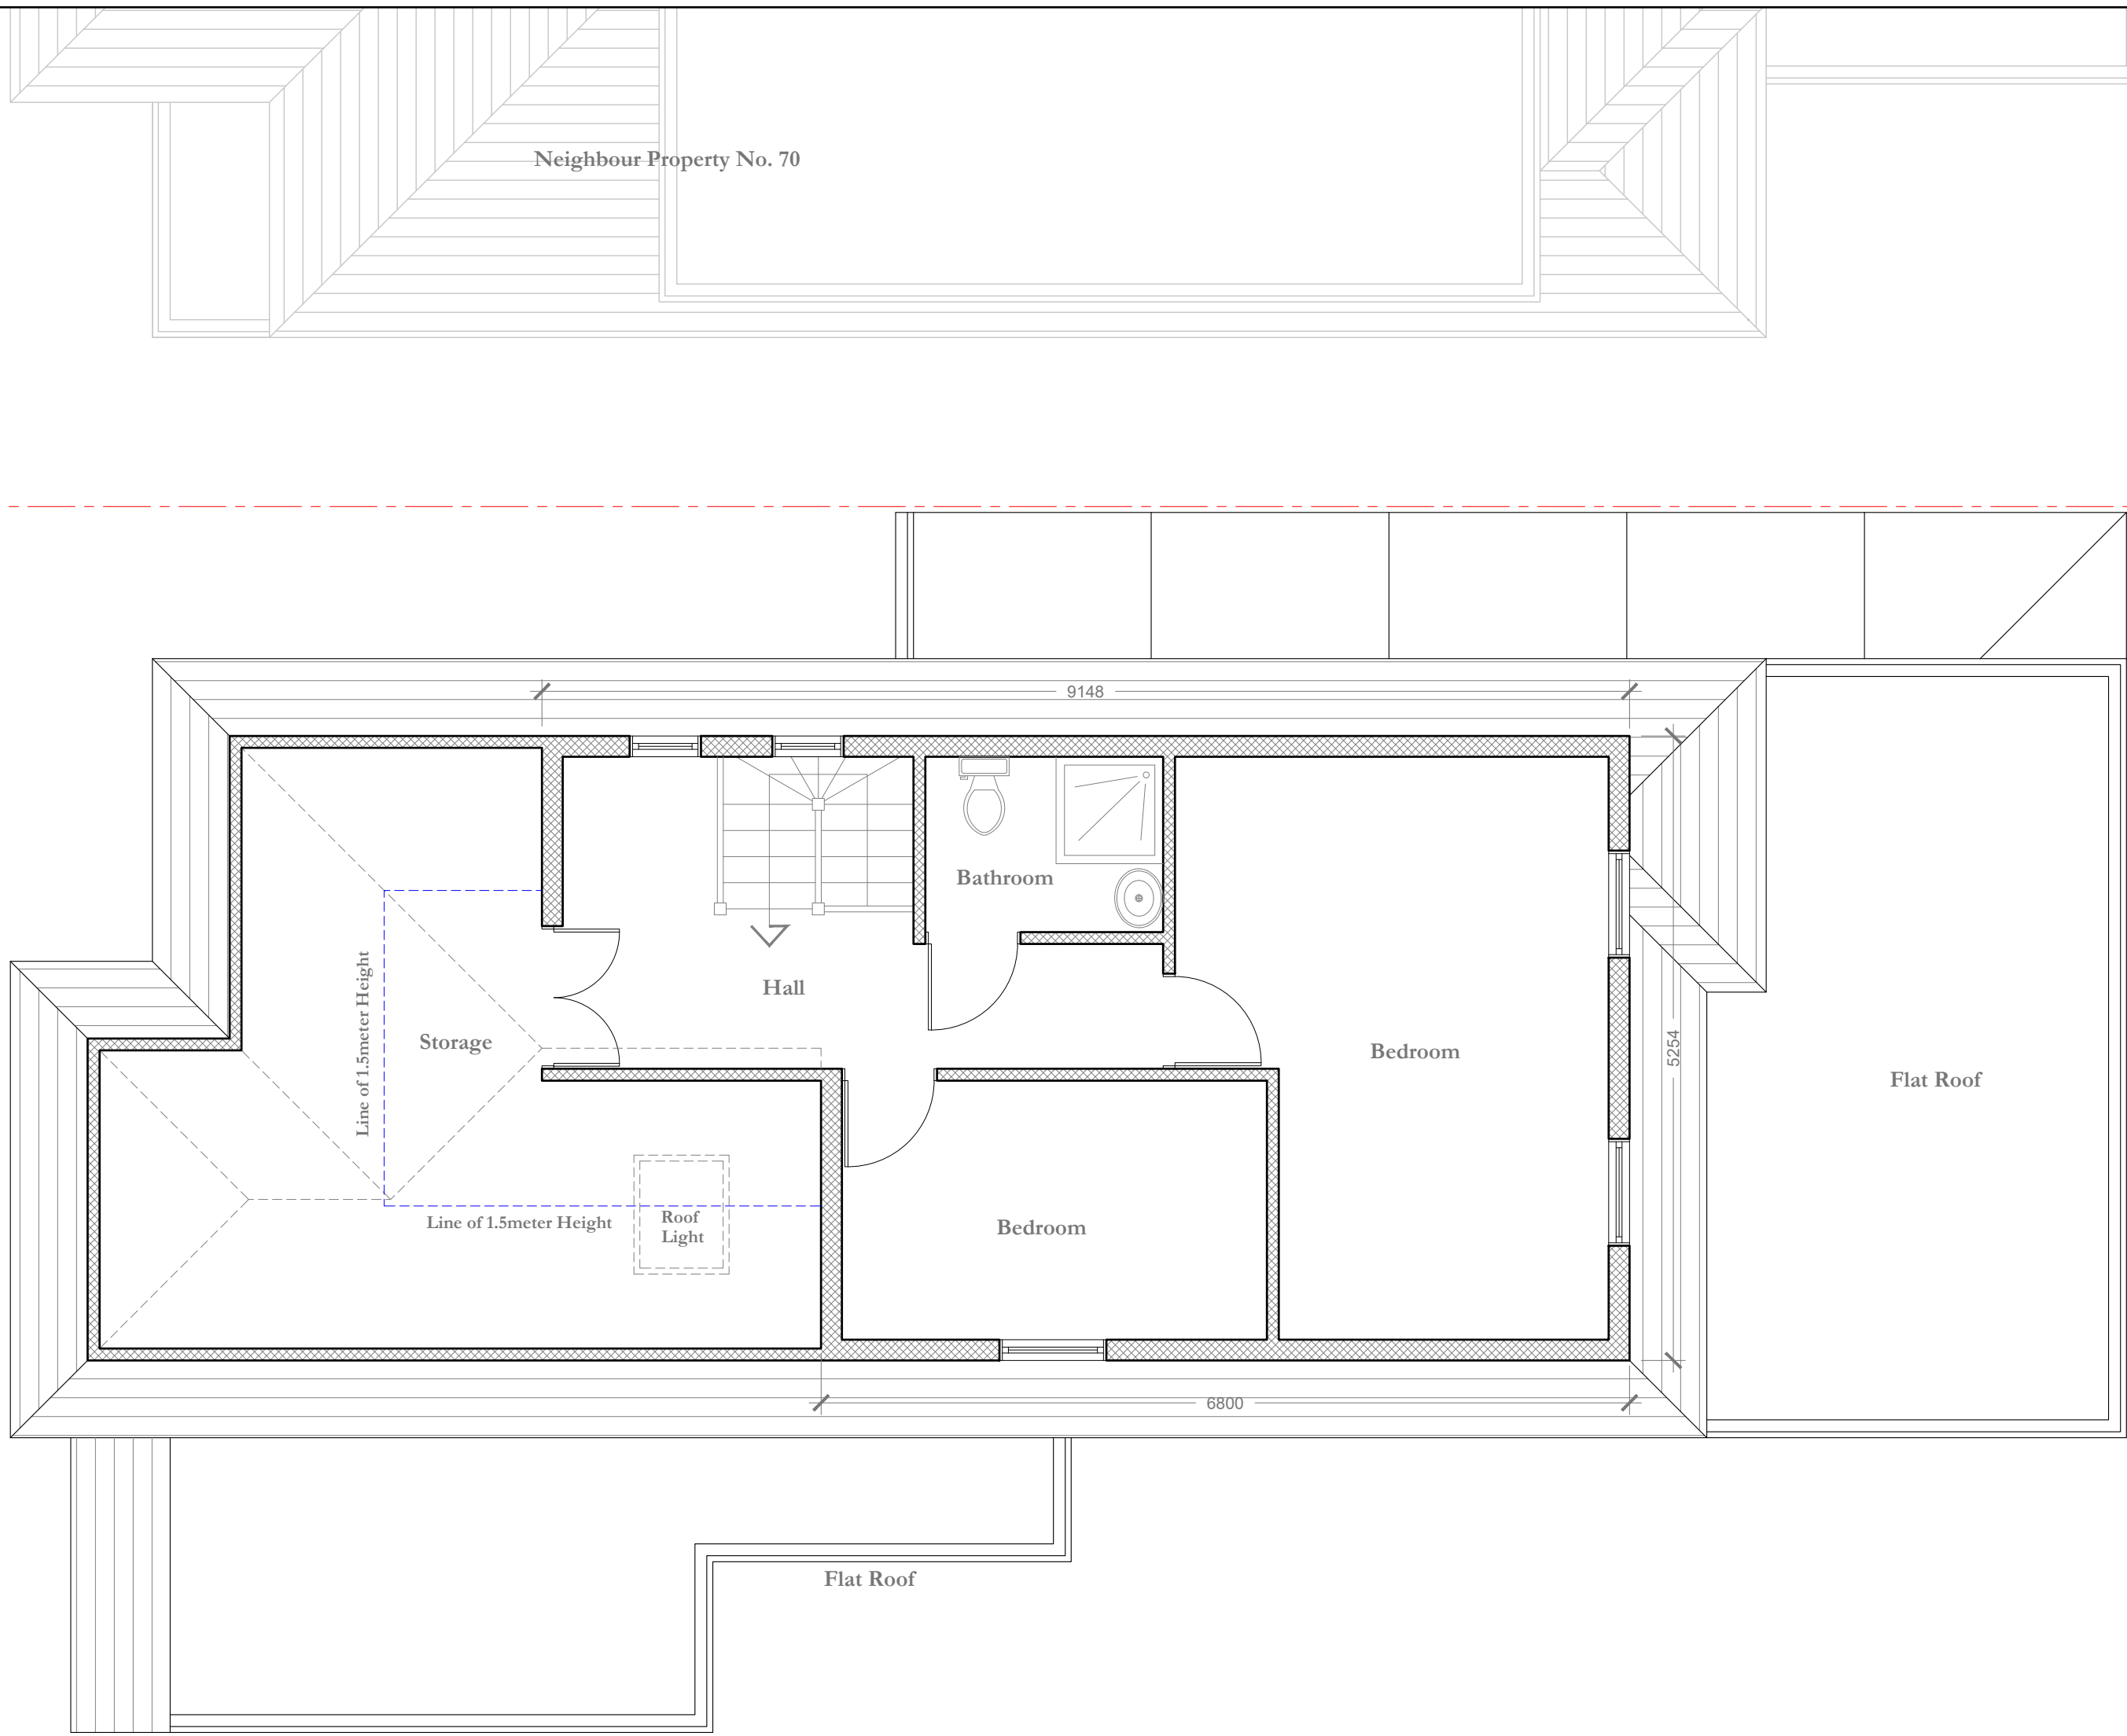 Neighbour Property No. 70
9148
Bathroom
Hall
Line of 1.5meter Height
Storage
Bedroom
5254
Flat Roof
Line of 1.5meter Height
Roof
Light
Bedroom
6800
Flat Roof